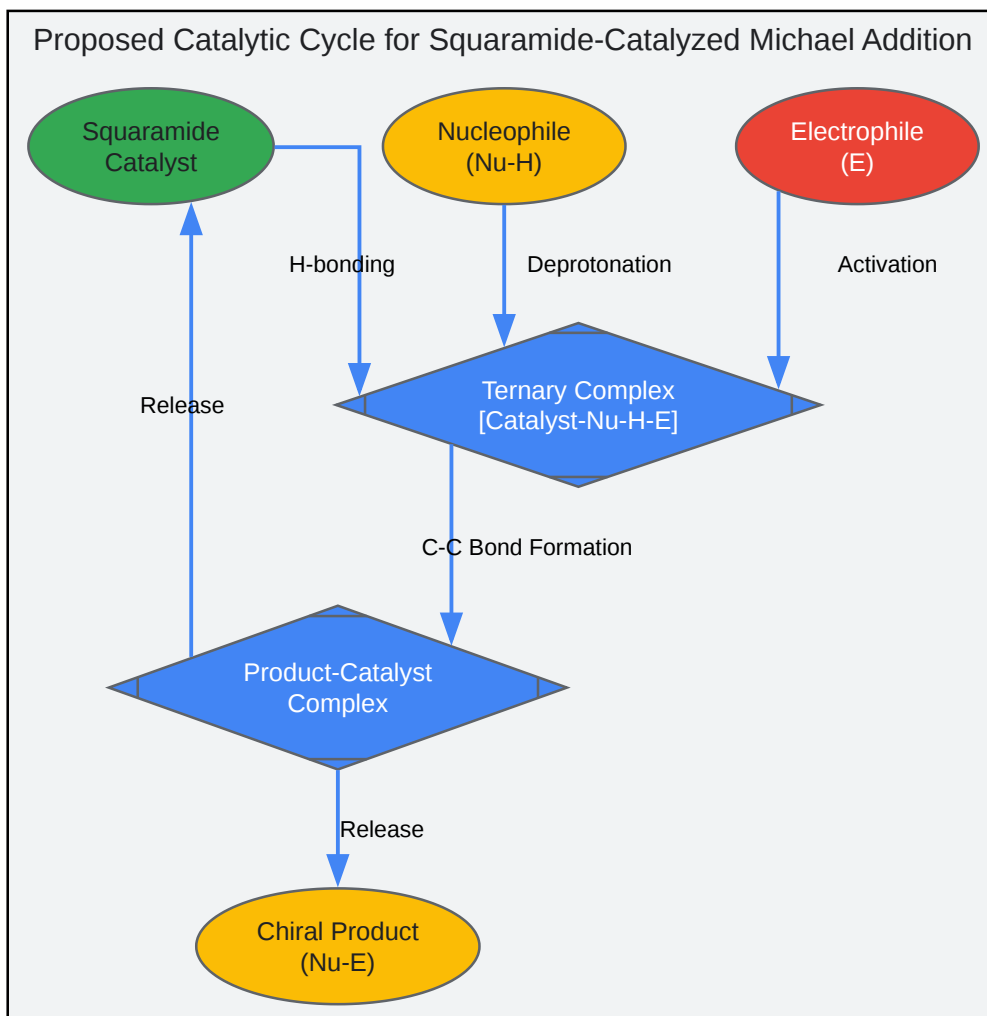 Proposed Catalytic Cycle for Squaramide-Catalyzed Michael Addition
Squaramide
Catalyst
Nucleophile
(Nu-H)
Electrophile
(E)
H-bonding
Deprotonation
Activation
Release
Ternary Complex
[Catalyst-Nu-H-E]
C-C Bond Formation
Product-Catalyst
Complex
Release
Chiral Product
(Nu-E)